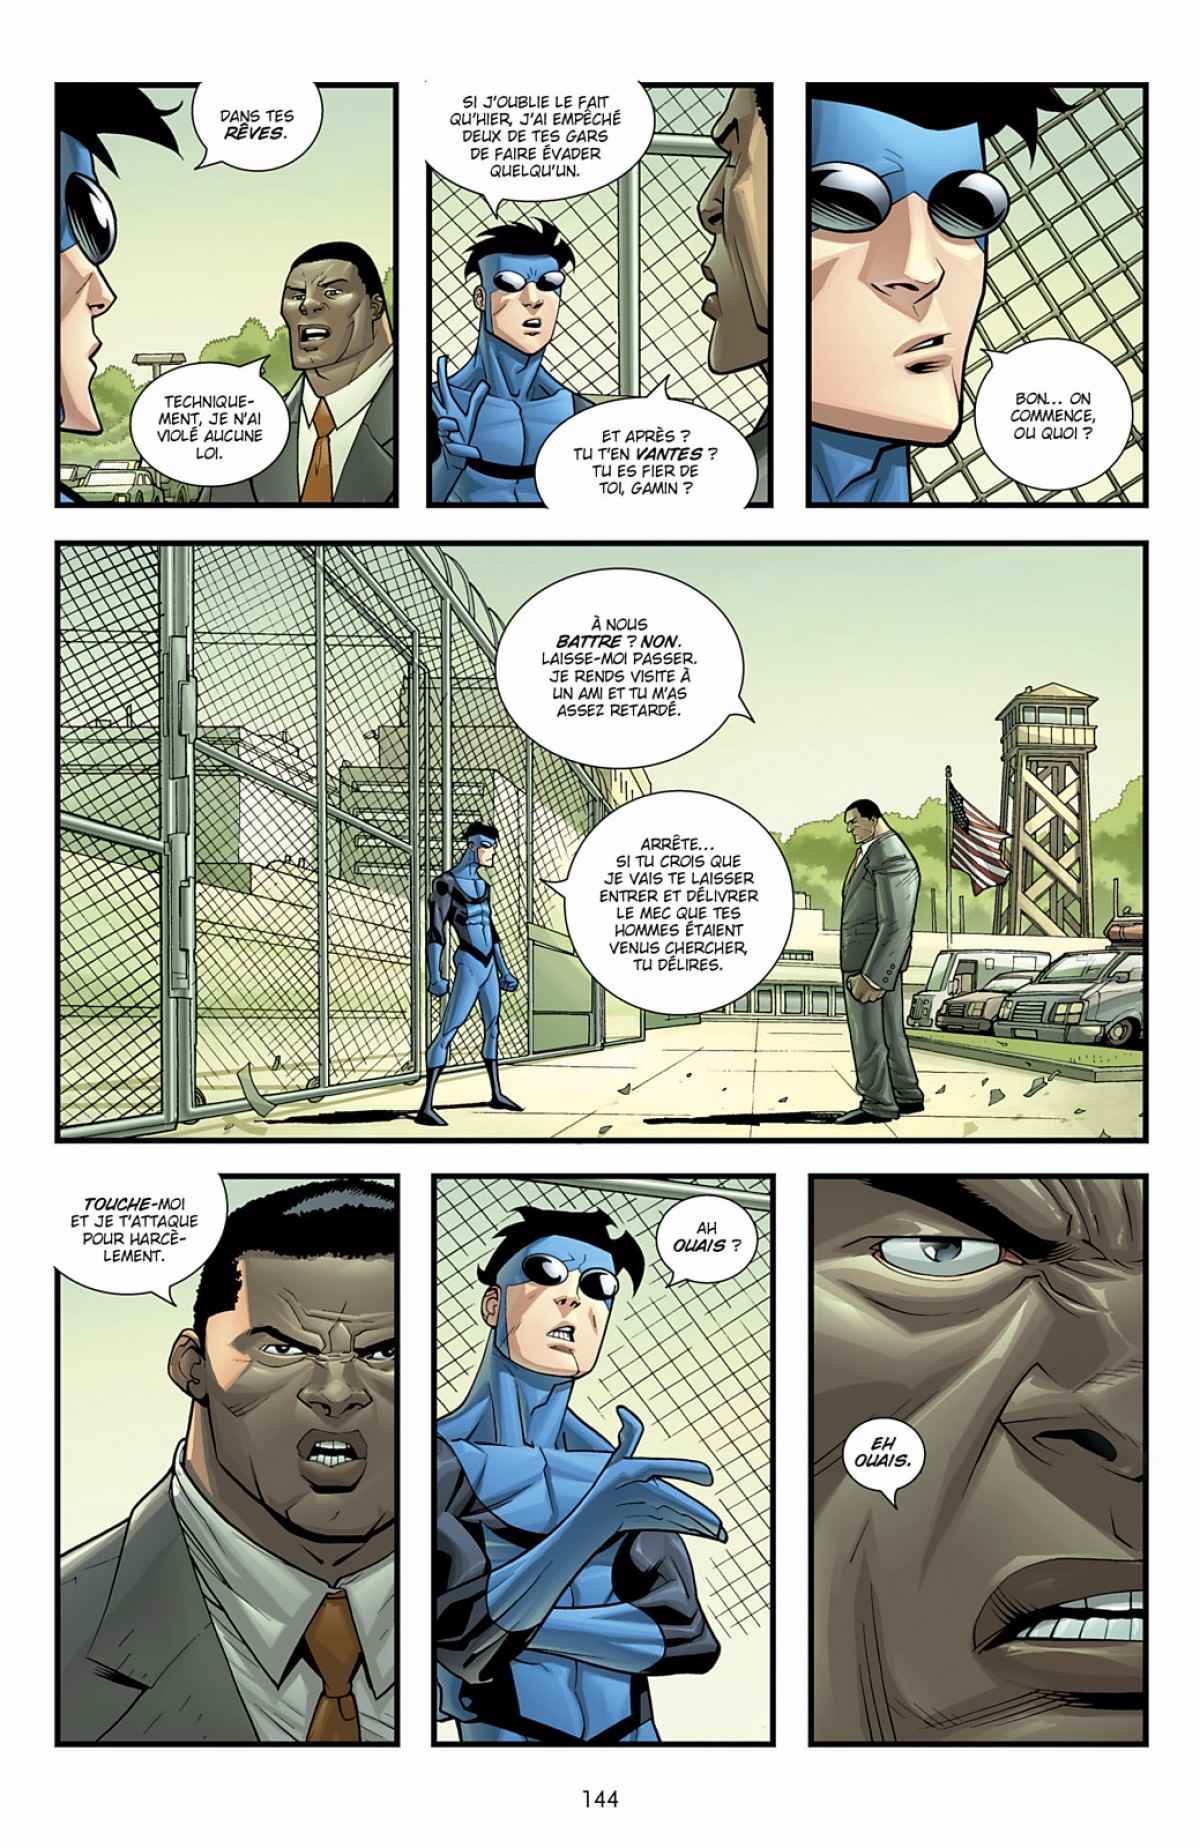 DANS TES
RÊVES.
TECHNIQUE-
MENT, JE N'AI
VIOLÉ AUCUNE
LOI.
SI J'OUBLIE LE FAIT
QU'HIER, J'AI EMPÊCHÉ
DEUX DE TES GARS
DE FAIRE ÉVADER
QUELQU'UN.
ET APRÈS ?
TU T'EN VANTES ?
TU ES FIER DE
TOI, GAMIN ?
BON... ON
COMMENCE,
OU QUOI ?
À NOUS
BATTRE ? NON.
LAISSE-MOI PASSER.
JE RENDS VISITE À
UN AMI ET TU M'AS
ASSEZ RETARDÉ.
ARRÊTE...
SI TU CROIS QUE
JE VAIS TE LAISSER
ENTRER ET DÉLIVRER
LE MEC QUE TES
HOMMES ÉTAIENT
VENUS CHERCHER,
TU DÉLIRES.
TOUCHE-MOI
ET JE T'ATTAQUE
POUR HARCÈ-
LEMENT.
AH
OUAIS ?
EH
OUAIS.
144